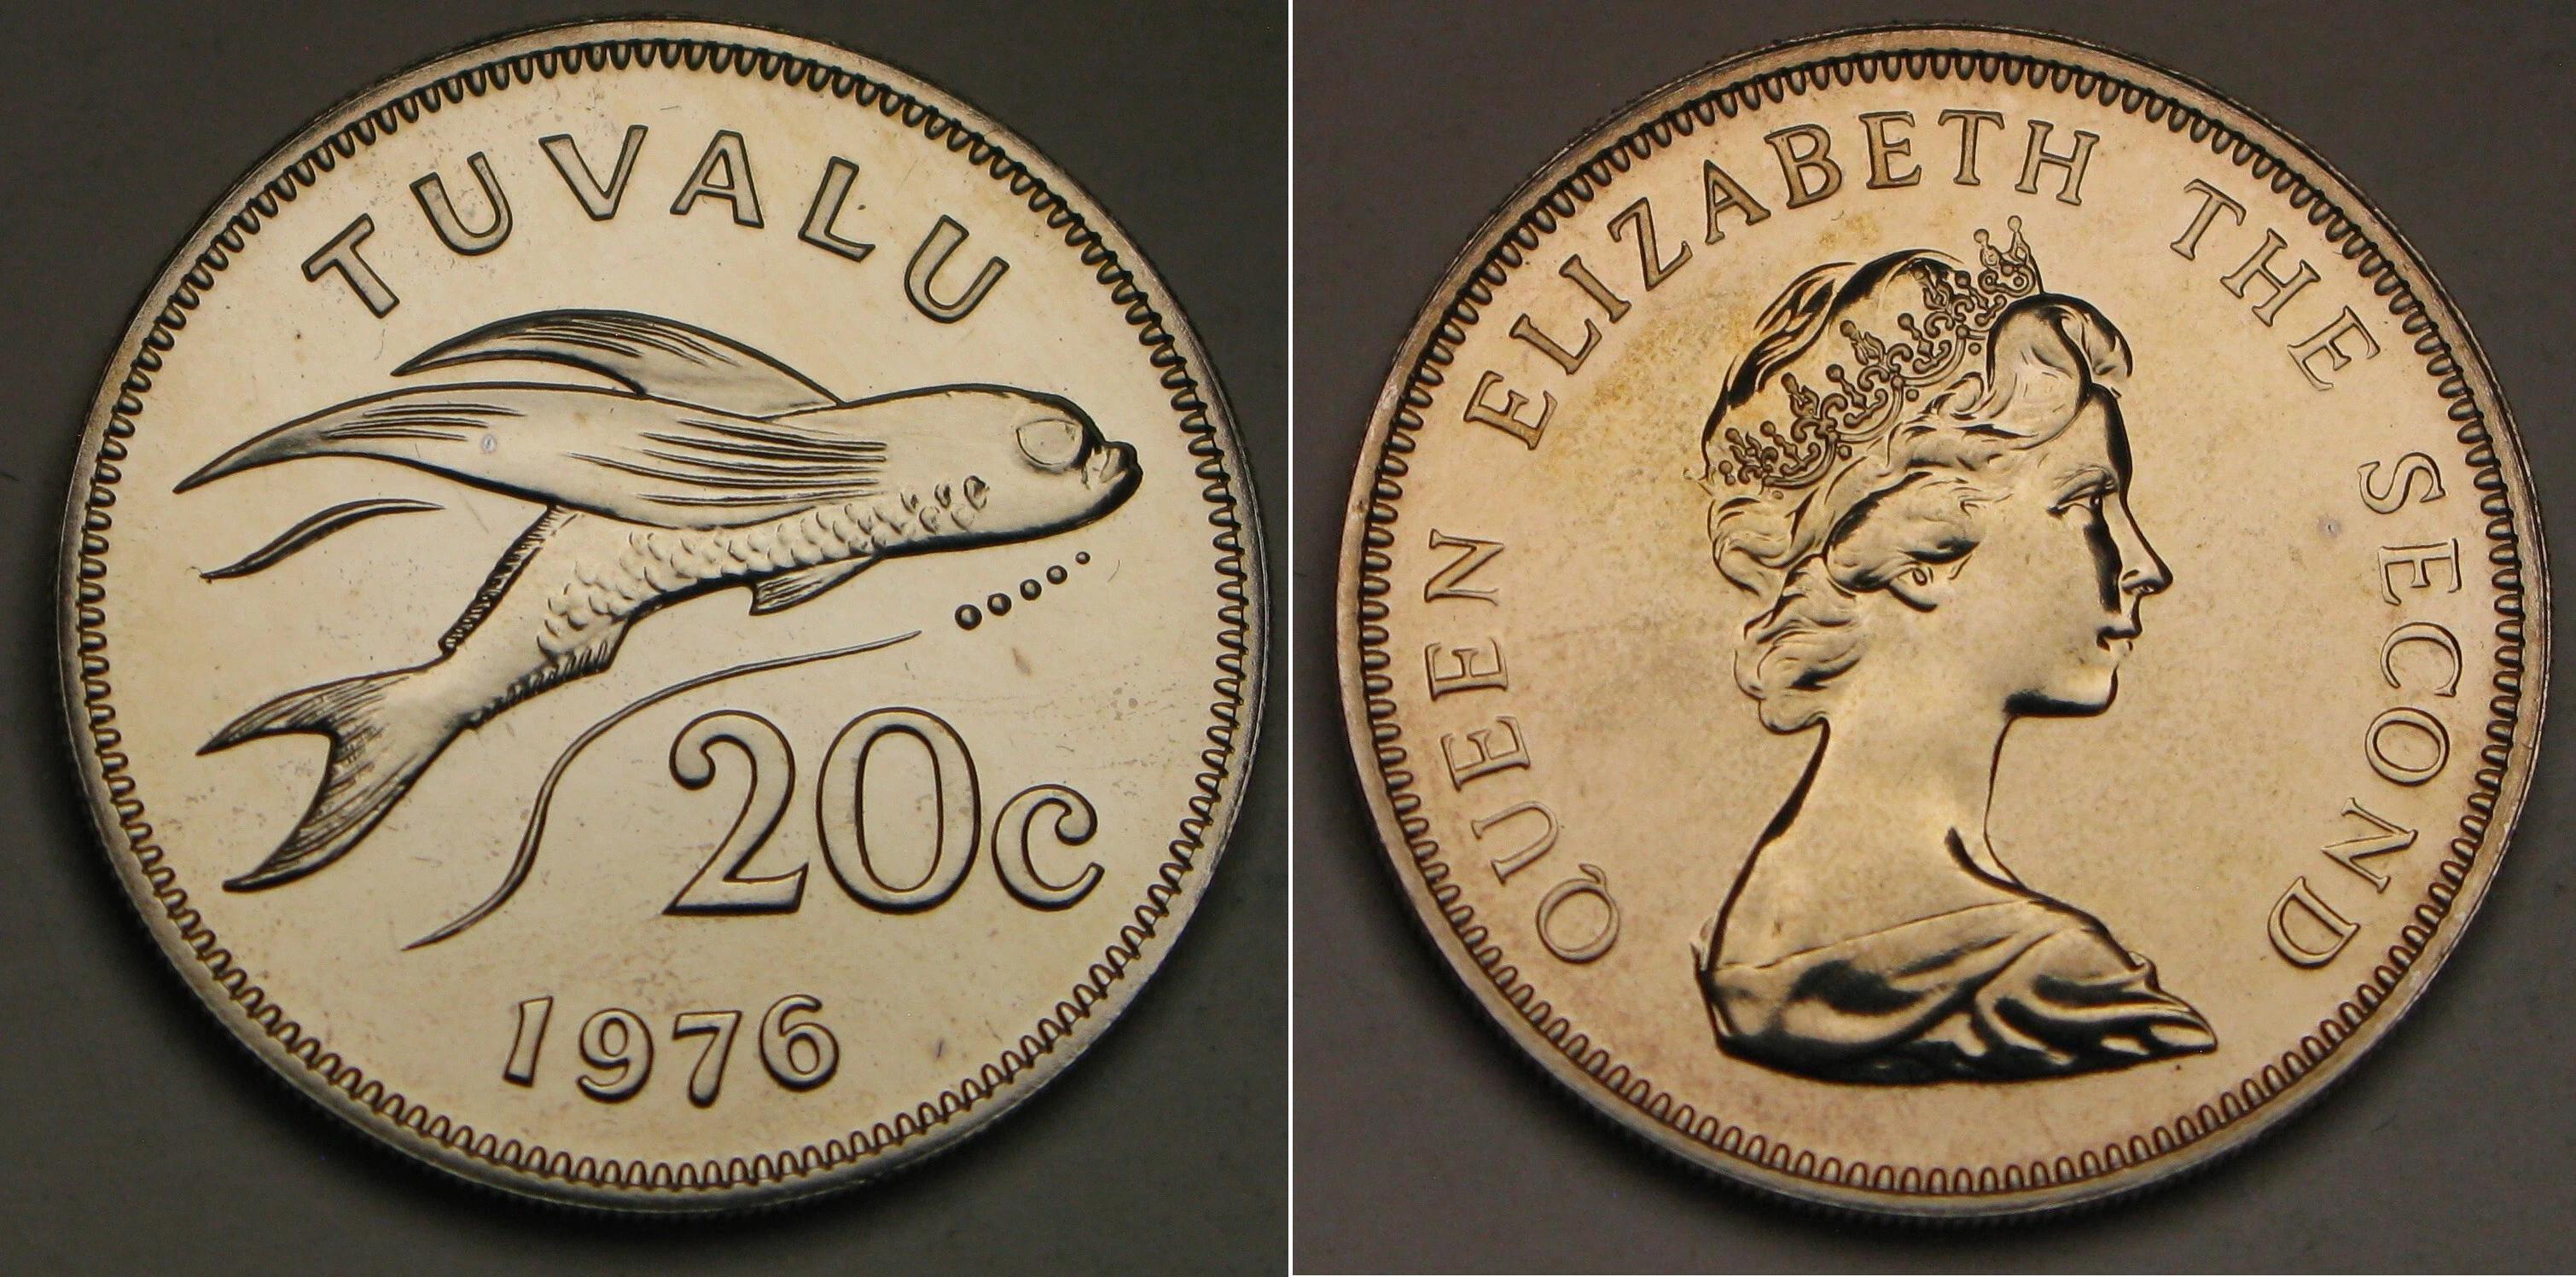 TUVALU
20c
1976
QUEEN ELIZABETH THE SECOND